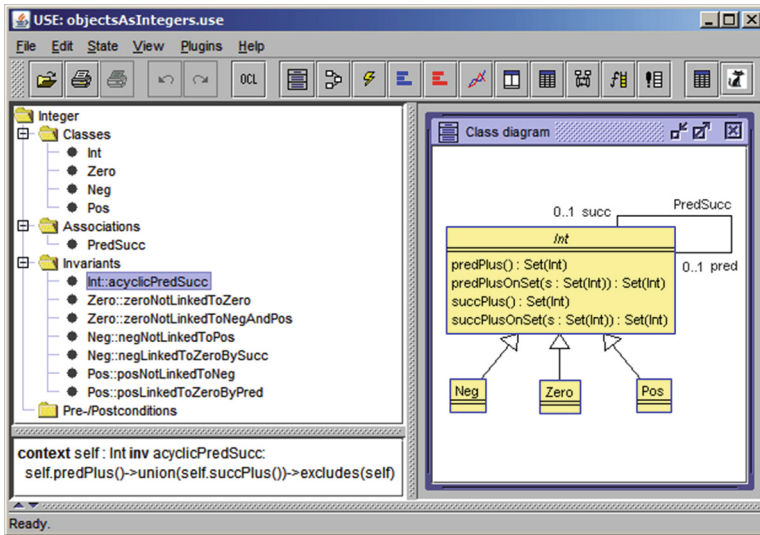 USE: objectsAsIntegers.use
File Edit State View Plugins Help
OCL
Integer
Classes
Int
Zero
Neg
Pos
Associations
PredSucc
Invariants
Int::acyclicPredSucc
Zero::zeroNotLinkedToZero
Zero::zeroNotLinkedToNegAndPos
Neg::negNotLinkedToPos
Neg::negLinkedToZeroBySucc
Pos::posNotLinkedToNeg
Pos::posLinkedToZeroByPred
Pre-/Postconditions
context self : Int inv acyclicPredSucc:
self.predPlus()->union(self.succPlus())->excludes(self)
Class diagram
0..1 succ
PredSucc
Int
0..1 pred
predPlus() : Set(Int)
predPlusOnSet(s : Set(Int)) : Set(Int)
succPlus() : Set(Int)
succPlusOnSet(s : Set(Int)) : Set(Int)
Neg
Zero
Pos
Ready.